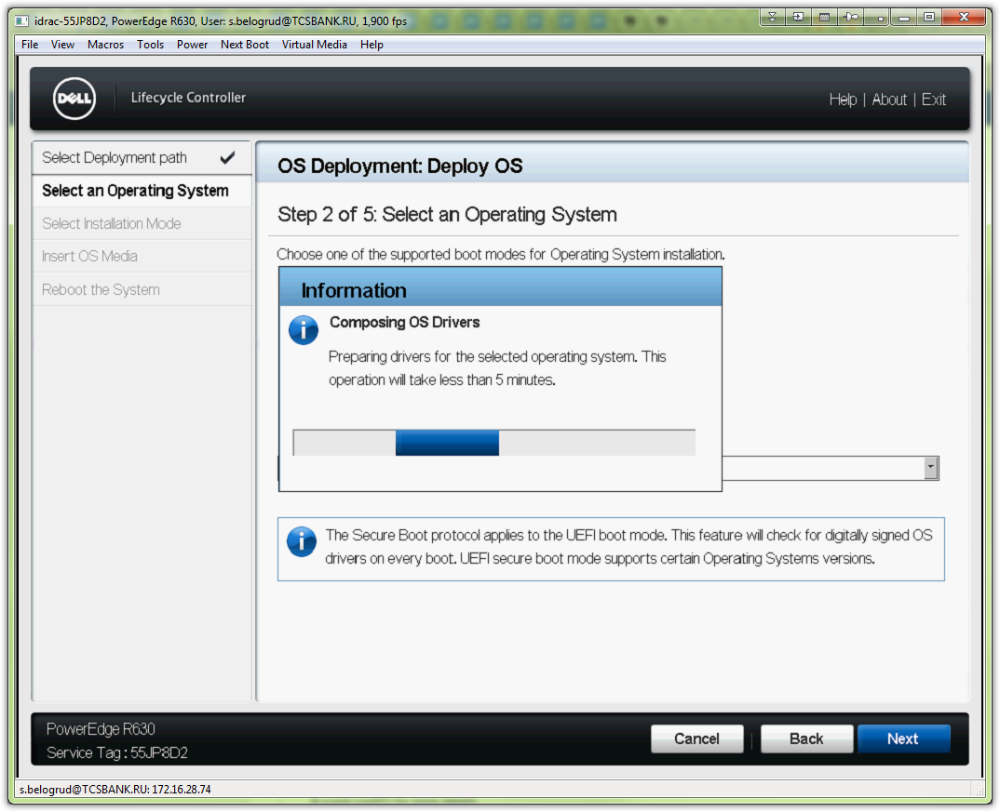 idrac-55JP8D2, PowerEdge R630, User: s.belogrud@TCSBANK.RU, 1,900 fps
File View Macros Tools Power Next Boot Virtual Media Help
DELL
Lifecycle Controller
Help | About | Exit
Select Deployment path
Select an Operating System
Select Installation Mode
Insert OS Media
Reboot the System
OS Deployment: Deploy OS
Step 2 of 5: Select an Operating System
Choose one of the supported boot modes for Operating System installation.
Information
Composing OS Drivers
Preparing drivers for the selected operating system. This
operation will take less than 5 minutes.
The Secure Boot protocol applies to the UEFI boot mode. This feature will check for digitally signed OS
drivers on every boot. UEFI secure boot mode supports certain Operating Systems versions.
PowerEdge R630
Service Tag : 55JP8D2
Cancel
Back
Next
s.belogrud@TCSBANK.RU: 172.16.28.74